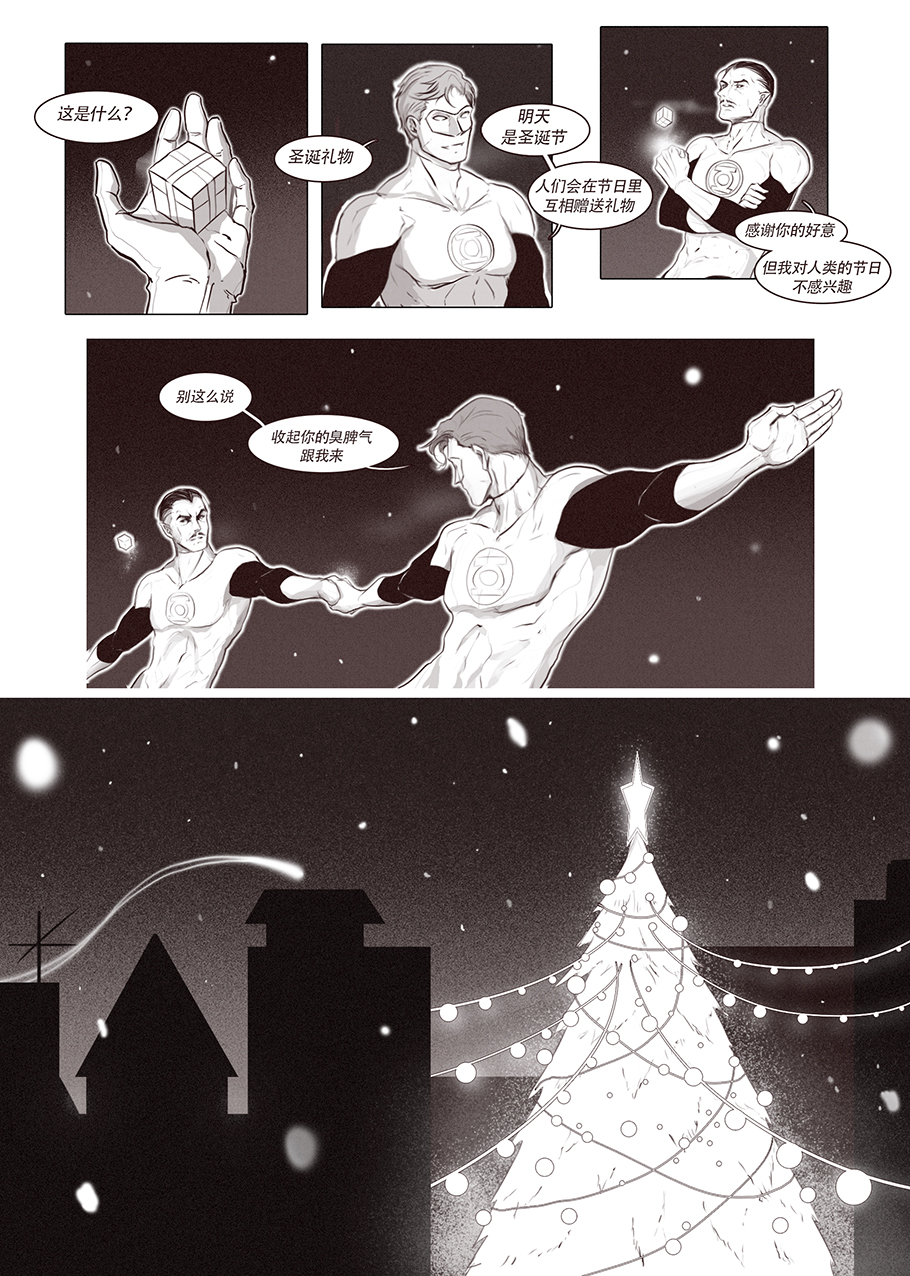 这是什么？
圣诞礼物
明天
是圣诞节
人们会在节日里
互相赠送礼物
感谢你的好意
但我对人类的节日
不感兴趣
别这么说
收起你的臭脾气
跟我来